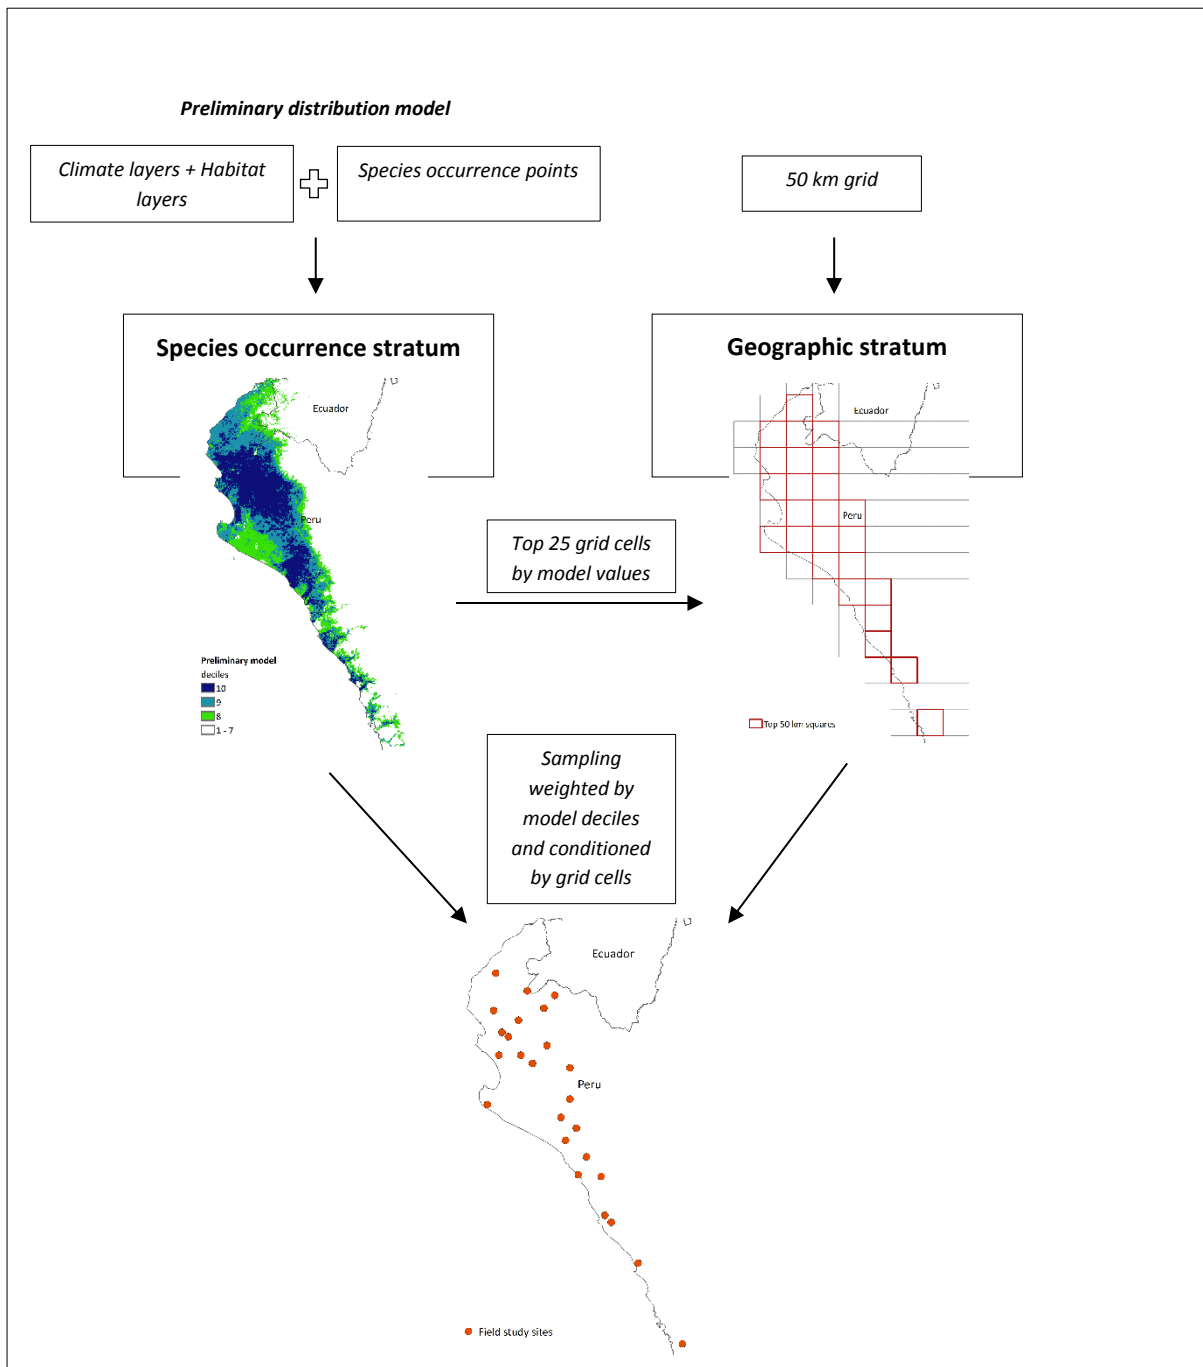 Preliminary distribution model
Climate layers + Habitat
layers
Species occurrence points
50 km grid
Species occurrence stratum
Ecuador
Peru
Preliminary model
deciles
10
9
8
1 - 7
Geographic stratum
Ecuador
Peru
Top 50 km squares
Top 25 grid cells
by model values
Sampling
weighted by
model deciles
and conditioned
by grid cells
Ecuador
Peru
Field study sites